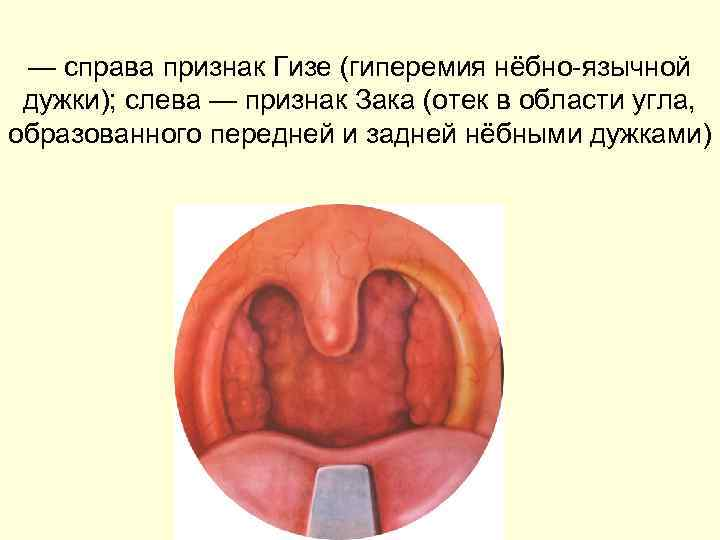 — справа признак Гизе (гиперемия нёбно-язычной
дужки); слева — признак Зака (отек в области угла,
образованного передней и задней нёбными дужками)